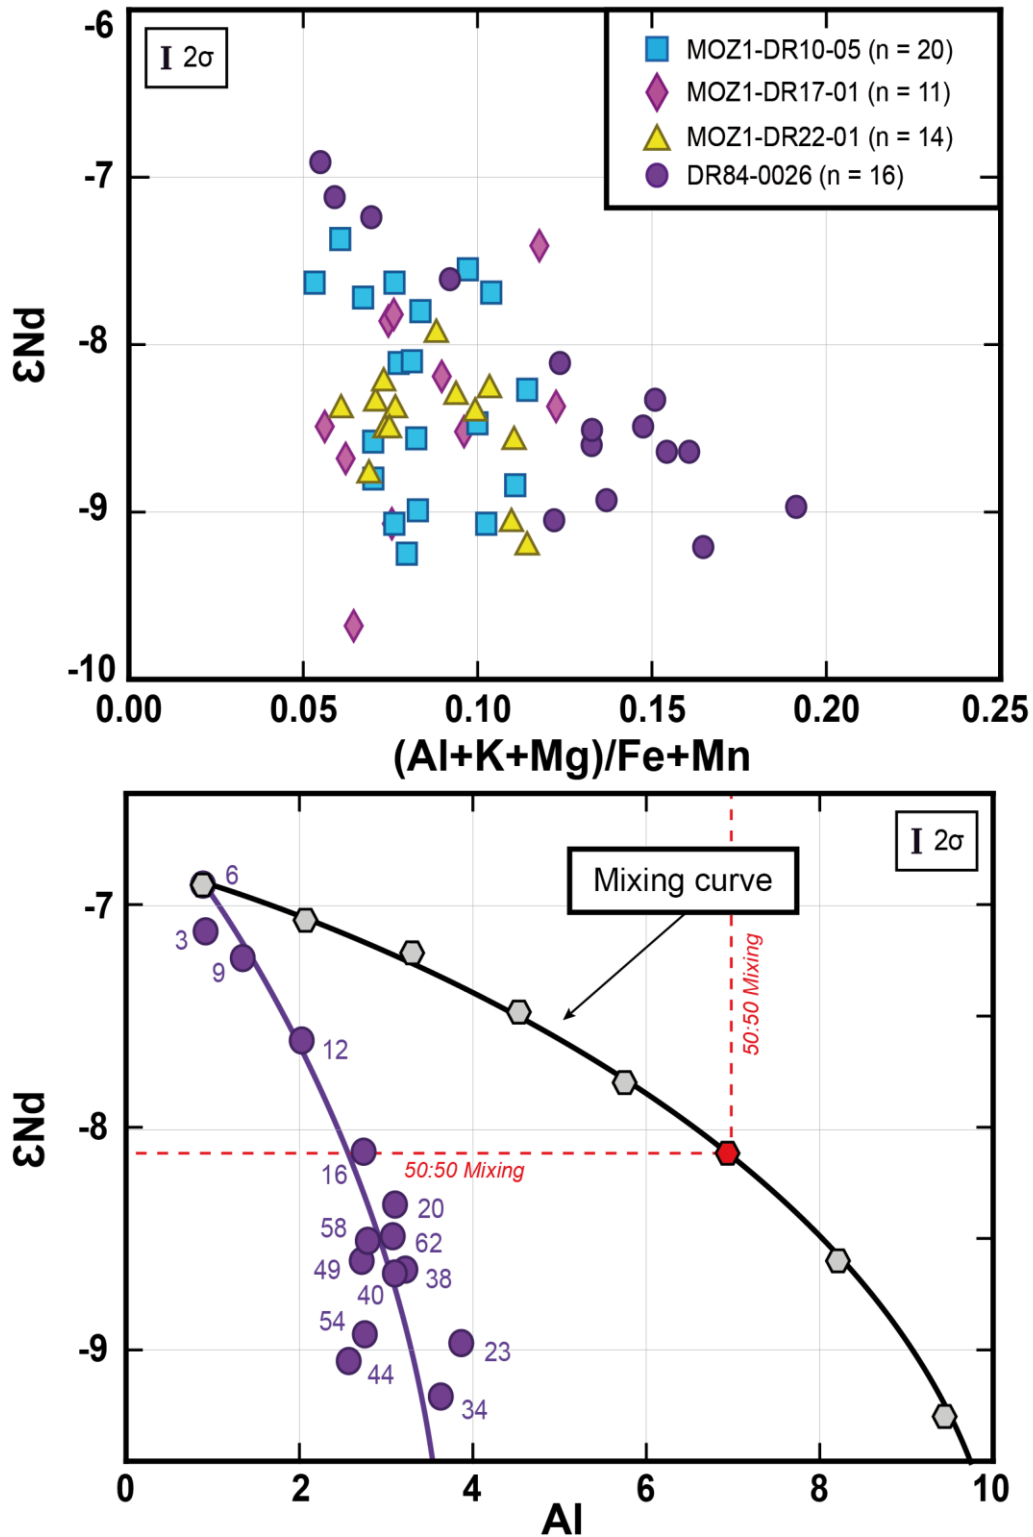 -6
I 2σ
MOZ1-DR10-05 (n = 20)
MOZ1-DR17-01 (n = 11)
MOZ1-DR22-01 (n = 14)
DR84-0026 (n = 16)
-7
εNd
-8
-9
-10
0.00 0.05 0.10 0.15 0.20 0.25
(Al+K+Mg)/Fe+Mn
I 2σ
Mixing curve
6
-7
3
9
50:50 Mixing
12
εNd
-8
50:50 Mixing
16
20
58
62
49
38
40
54
-9
23
44
34
0 2 4 6 8 10
Al